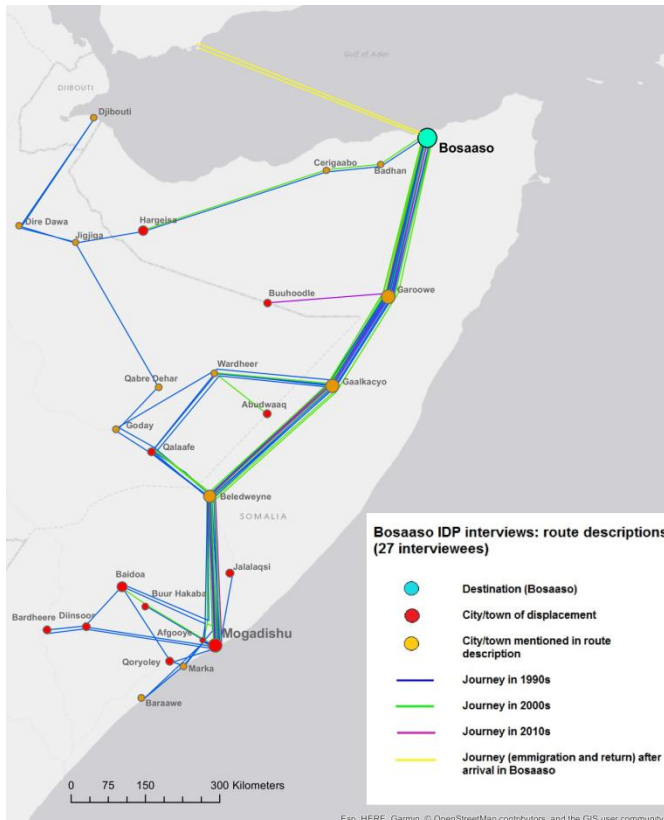 Gulf of Aden
DJIBOUTI
Djibouti
Bosaaso
Cerigaabo
Badhan
Hargeisa
Dire Dawa
Jigjiga
Buuhoodle
Garoowe
Wardheer
Qabre Dehar
Gaalkacyo
Abudwaaq
Goday
Qalaafe
Beledweyne
SOMALIA
Bosaaso IDP interviews: route descriptions
(27 interviewees)
Destination (Bosaaso)
City/town of displacement
City/town mentioned in route
description
Journey in 1990s
Journey in 2000s
Journey in 2010s
Journey (emmigration and return) after
arrival in Bosaaso
Jalalaqsi
Baidoa
Buur Hakaba
Bardheere
Diinsoor
Afgooye
Mogadishu
Qoryoley
Marka
Baraawe
0 75 150 300 Kilometers
Esri, HERE, Garmin, © OpenStreetMap contributors, and the GIS user community